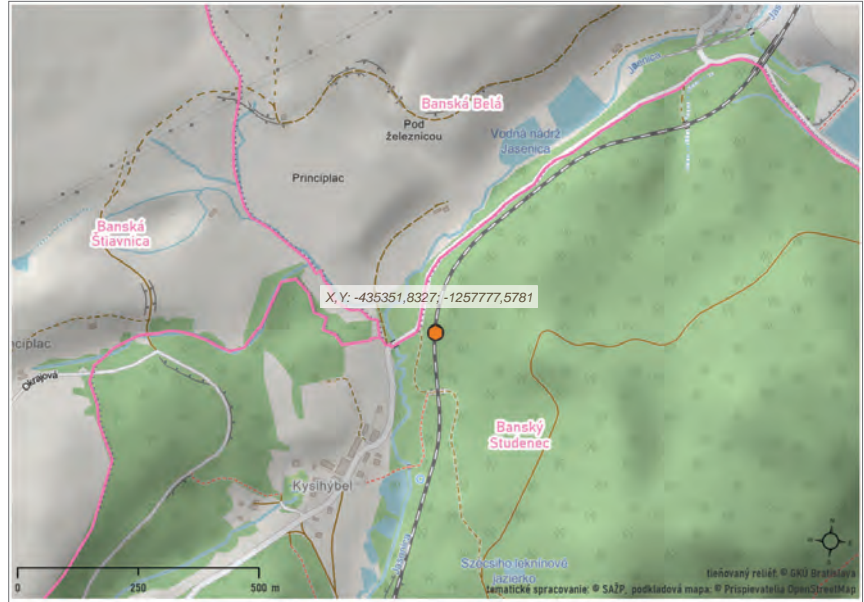 Jasenica
Banská Belá
Pod
železnicou
Vodná nádrž
Jasenica
Principlac
Banská
Štiavnica
X,Y: -435351,8327; -1257777,5781
nciplac
Okrajová
Banský
Studenec
Kysihýbel
Jasenica
Szécsiho leknínové
jazierko
0
250
500 m
tieňovaný reliéf: © GKÚ Bratislava
tematické spracovanie: © SAŽP, podkladová mapa: © Prispievatelia OpenStreetMap